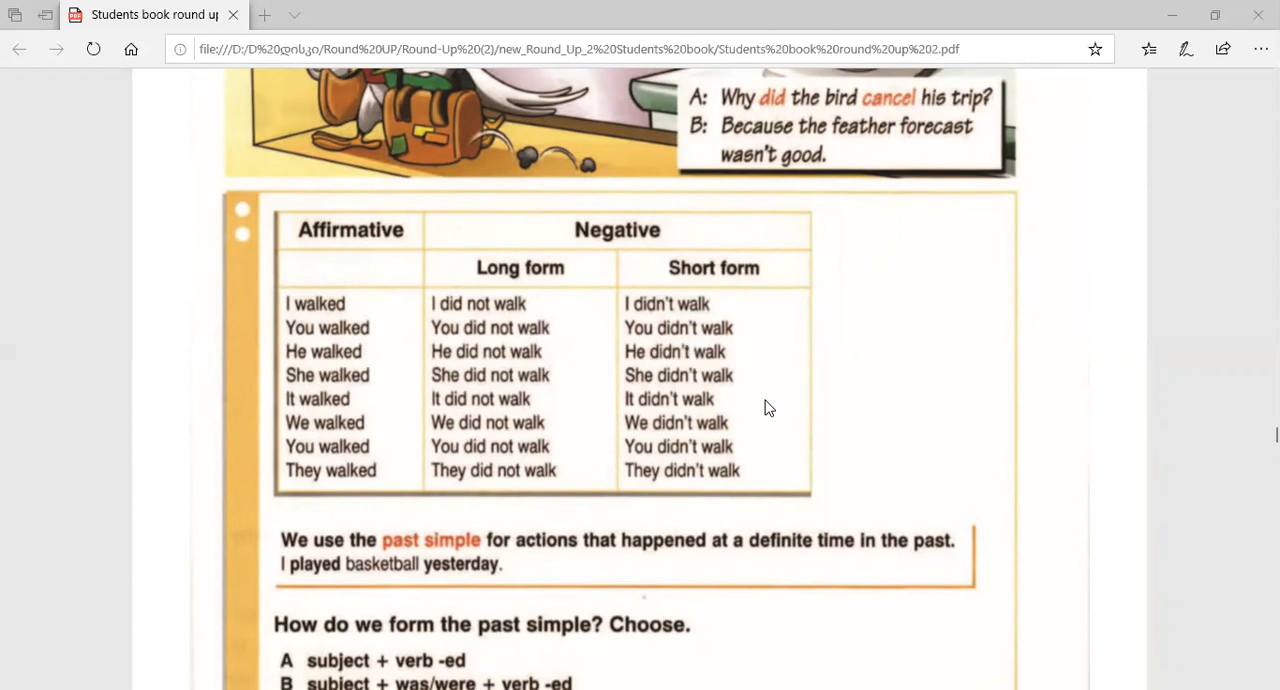 Students book round up
file:///D:/D%20დისკი/Round%20UP/Round-Up%20(2)/new_Round_Up_2%20Students%20book/Students%20book%20round%20up%202.pdf
A: Why did the bird cancel his trip?
B: Because the feather forecast
wasn't good.
Affirmative Negative
Long form Short form
I walked I did not walk I didn't walk
You walked You did not walk You didn't walk
He walked He did not walk He didn't walk
She walked She did not walk She didn't walk
It walked It did not walk It didn't walk
We walked We did not walk We didn't walk
You walked You did not walk You didn't walk
They walked They did not walk They didn't walk
We use the past simple for actions that happened at a definite time in the past.
I played basketball yesterday.
How do we form the past simple? Choose.
A subject + verb -ed
B subject + was/were + verb -ed